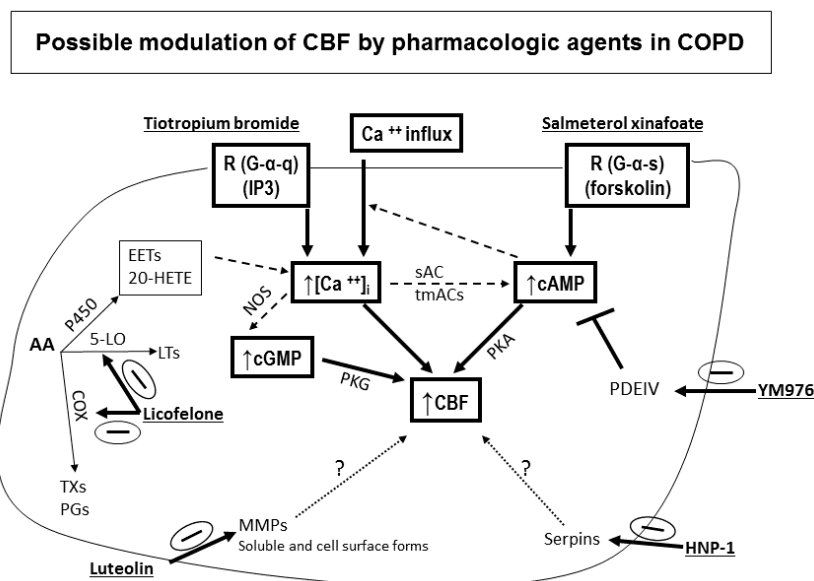 Possible modulation of CBF by pharmacologic agents in COPD
Tiotropium bromide
Ca ++ influx
Salmeterol xinafoate
R (G-α-q)
(IP3)
R (G-α-s)
(forskolin)
EETs
20-HETE
↑[Ca ++]i
sAC
tmACs
↑cAMP
NOS
P450
AA
5-LO
LTs
↑cGMP
PKG
PKA
COX
Licofelone
↑CBF
PDEIV
YM976
TXs
PGs
?
?
MMPs
Soluble and cell surface forms
Serpins
HNP-1
Luteolin